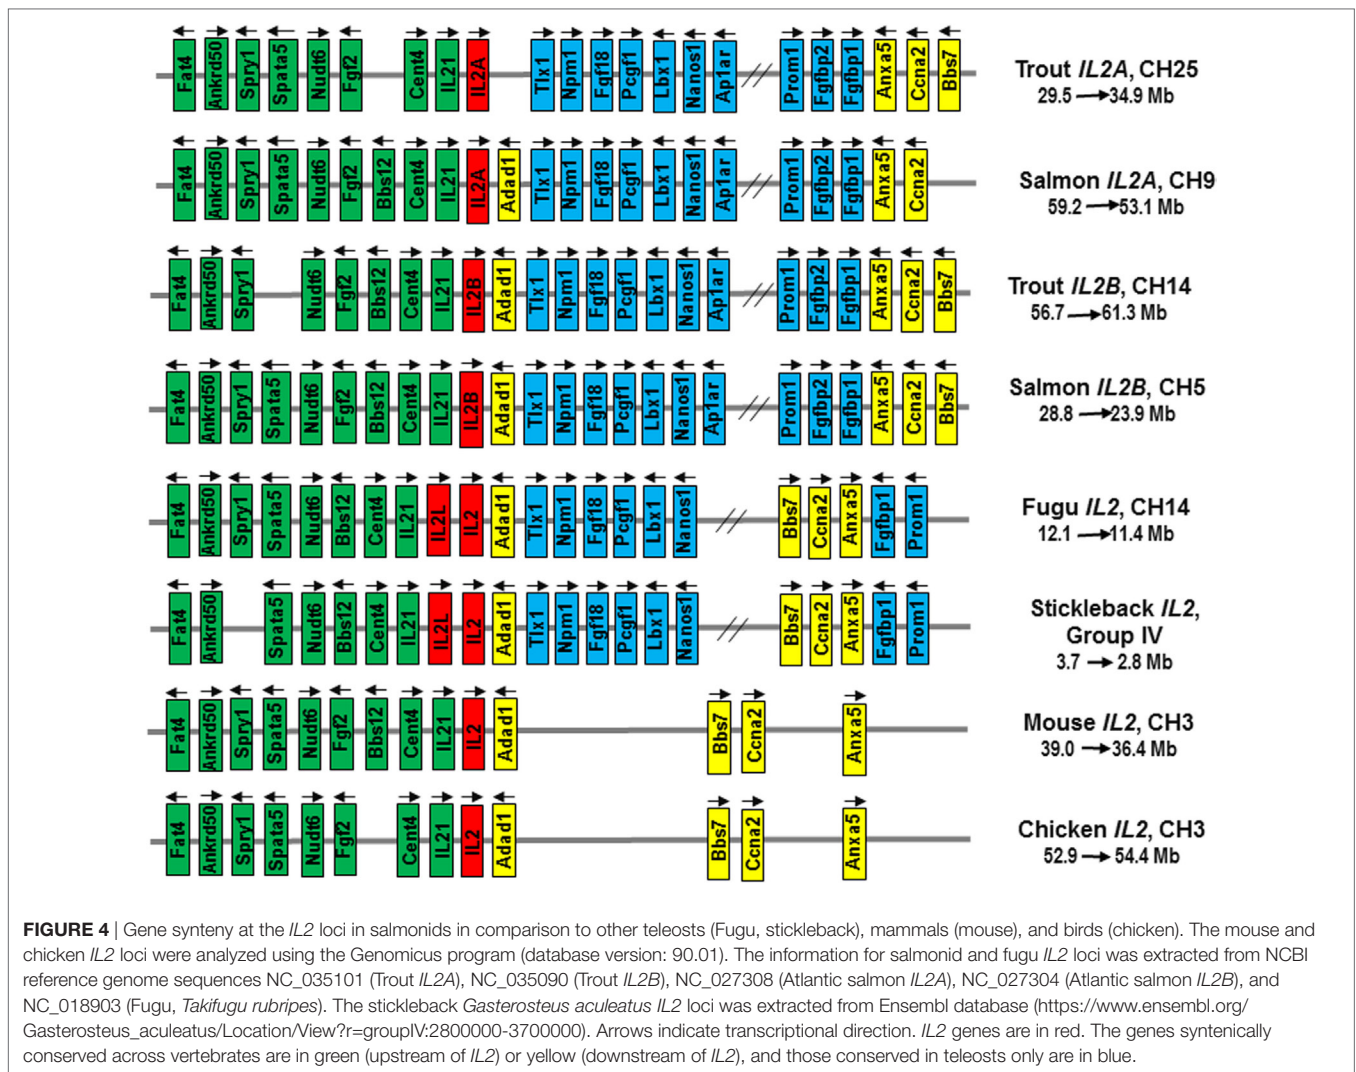 Fat4 Ankrd50 Spry1 Spata5 Nudt6 Fgf2 Cent4 IL21 IL2A Tlx1 Npm1 Fgf18 Pcgf1 Lbx1 Nanos1 Ap1ar // Prom1 Fgfbp2 Fgfbp1 Anxa5 Ccna2 Bbs7
Trout IL2A, CH25
29.5 → 34.9 Mb
Fat4 Ankrd50 Spry1 Spata5 Nudt6 Fgf2 Bbs12 Cent4 IL21 IL2A Adad1 Tlx1 Npm1 Fgf18 Pcgf1 Lbx1 Nanos1 Ap1ar // Prom1 Fgfbp2 Fgfbp1 Anxa5 Ccna2
Salmon IL2A, CH9
59.2 → 53.1 Mb
Fat4 Ankrd50 Spry1 Nudt6 Fgf2 Bbs12 Cent4 IL21 IL2B Adad1 Tlx1 Npm1 Fgf18 Pcgf1 Lbx1 Nanos1 Ap1ar // Prom1 Fgfbp2 Fgfbp1 Anxa5 Ccna2 Bbs7
Trout IL2B, CH14
56.7 → 61.3 Mb
Fat4 Ankrd50 Spry1 Spata5 Nudt6 Fgf2 Bbs12 Cent4 IL21 IL2B Adad1 Tlx1 Npm1 Fgf18 Pcgf1 Lbx1 Nanos1 Ap1ar // Prom1 Fgfbp2 Fgfbp1 Anxa5 Ccna2 Bbs7
Salmon IL2B, CH5
28.8 → 23.9 Mb
Fat4 Ankrd50 Spry1 Spata5 Nudt6 Bbs12 Cent4 IL21 IL2L IL2 Adad1 Tlx1 Npm1 Fgf18 Pcgf1 Lbx1 Nanos1 // Bbs7 Ccna2 Anxa5 Fgfbp1 Prom1
Fugu IL2, CH14
12.1 → 11.4 Mb
Fat4 Ankrd50 Spata5 Nudt6 Bbs12 Cent4 IL21 IL2L IL2 Adad1 Tlx1 Npm1 Fgf18 Pcgf1 Lbx1 Nanos1 // Bbs7 Ccna2 Anxa5 Fgfbp1 Prom1
Stickleback IL2,
Group IV
3.7 → 2.8 Mb
Fat4 Ankrd50 Spry1 Spata5 Nudt6 Fgf2 Bbs12 Cent4 IL21 IL2 Adad1 Bbs7 Ccna2 Anxa5
Mouse IL2, CH3
39.0 → 36.4 Mb
Fat4 Ankrd50 Spry1 Spata5 Nudt6 Fgf2 Cent4 IL21 IL2 Adad1 Bbs7 Ccna2 Anxa5
Chicken IL2, CH3
52.9 → 54.4 Mb
FIGURE 4 | Gene synteny at the IL2 loci in salmonids in comparison to other teleosts (Fugu, stickleback), mammals (mouse), and birds (chicken). The mouse and
chicken IL2 loci were analyzed using the Genomicus program (database version: 90.01). The information for salmonid and fugu IL2 loci was extracted from NCBI
reference genome sequences NC_035101 (Trout IL2A), NC_035090 (Trout IL2B), NC_027308 (Atlantic salmon IL2A), NC_027304 (Atlantic salmon IL2B), and
NC_018903 (Fugu, Takifugu rubripes). The stickleback Gasterosteus aculeatus IL2 loci was extracted from Ensembl database (https://www.ensembl.org/
Gasterosteus_aculeatus/Location/View?r=groupIV:2800000-3700000). Arrows indicate transcriptional direction. IL2 genes are in red. The genes syntenically
conserved across vertebrates are in green (upstream of IL2) or yellow (downstream of IL2), and those conserved in teleosts only are in blue.